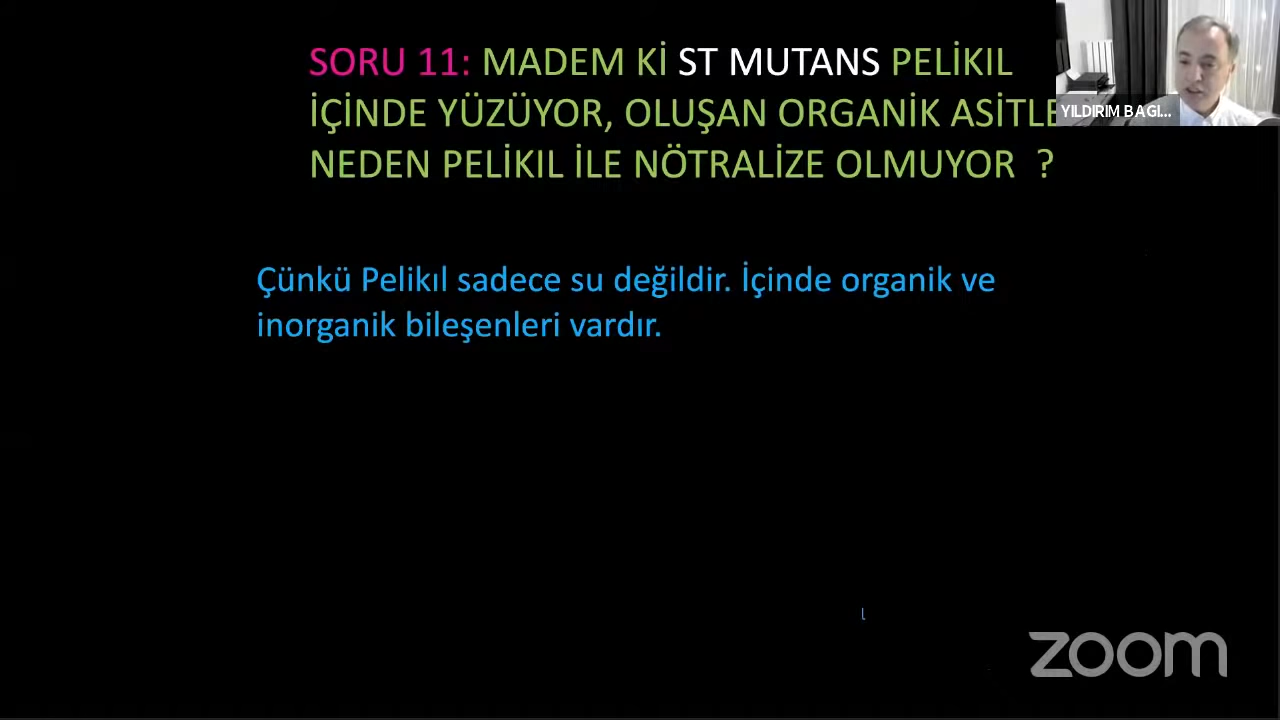 SORU 11: MADEM Kİ ST MUTANS PELİKIL
İÇİNDE YÜZÜYOR, OLUŞAN ORGANİK ASİTLE
NEDEN PELİKIL İLE NÖTRALİZE OLMUYOR ?
YILDIRIM BAGI...
Çünkü Pelikıl sadece su değildir. İçinde organik ve
inorganik bileşenleri vardır.
zoom